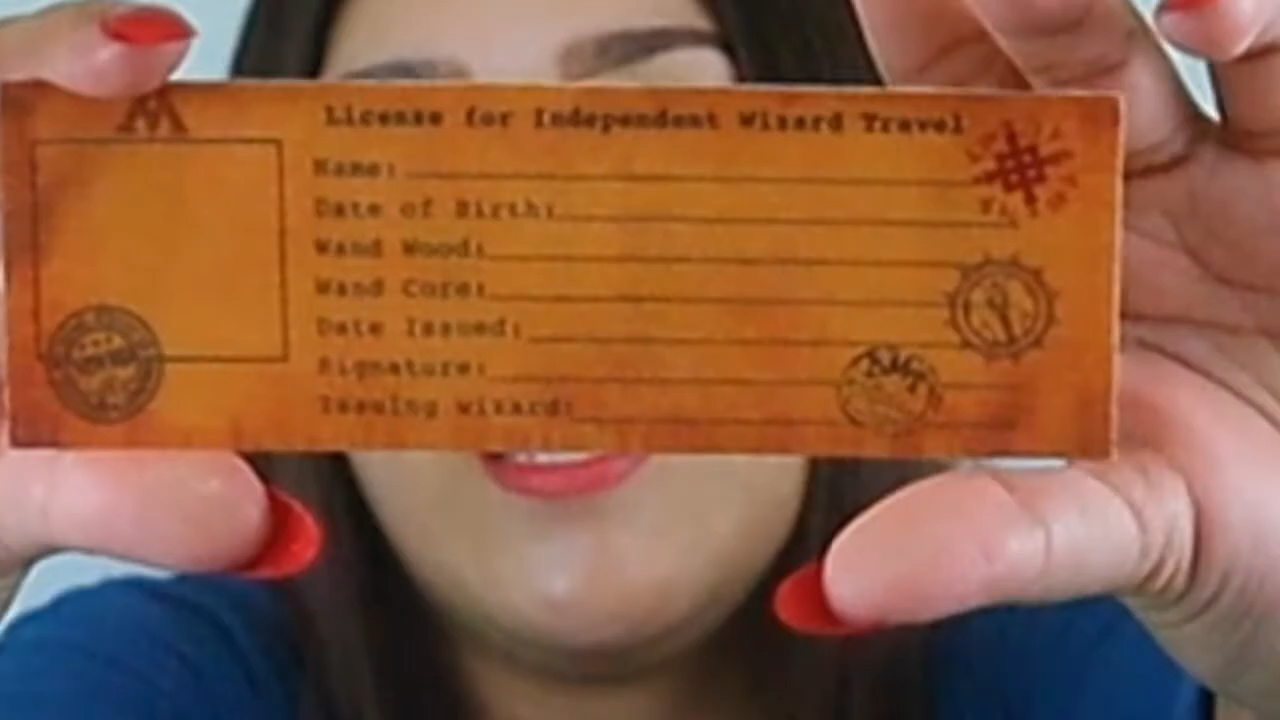 License for Independent Wizard Travel
Name:
Date of Birth:
Wand Wood:
Wand Core:
Date Issued:
Signature:
Issuing wizard: